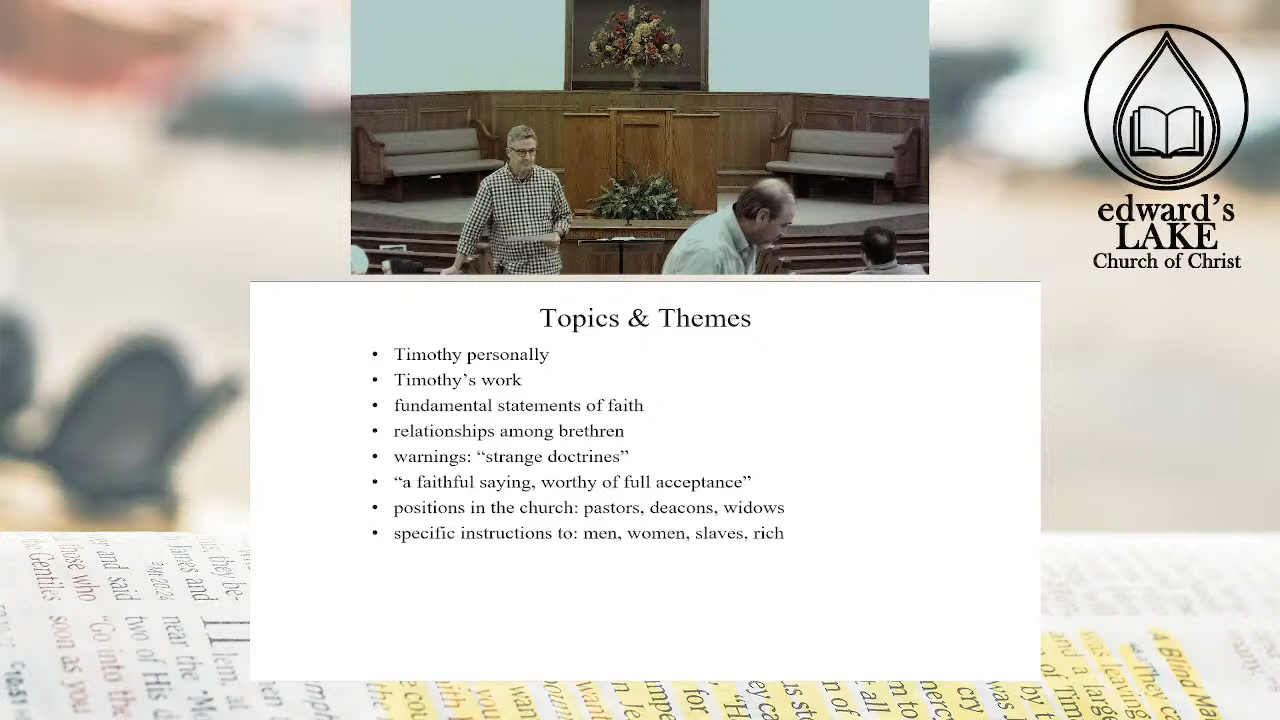 edward's
LAKE
Church of Christ
Topics & Themes
• Timothy personally
• Timothy's work
• fundamental statements of faith
• relationships among brethren
• warnings: “strange doctrines”
• “a faithful saying, worthy of full acceptance”
• positions in the church: pastors, deacons, widows
• specific instructions to: men, women, slaves, rich